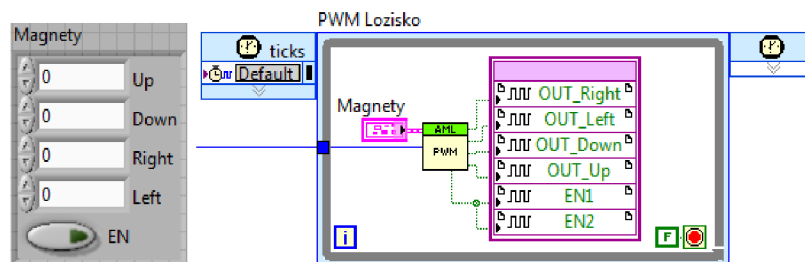 PWM Lozisko
Magnety
ticks
Default
0
Up
0
Down
0
Right
0
Left
EN
Magnety
AML
PWM
OUT_Right
OUT_Left
OUT_Down
OUT_Up
EN1
EN2
i
F